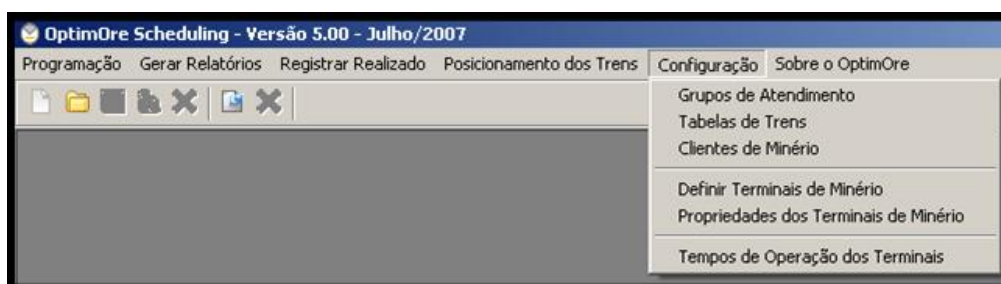 OptimOre Scheduling - Versão 5.00 - Julho/2007
Programação Gerar Relatórios Registrar Realizado Posicionamento dos Trens Configuração Sobre o OptimOre
Grupos de Atendimento
Tabelas de Trens
Clientes de Minério
Definir Terminais de Minério
Propriedades dos Terminais de Minério
Tempos de Operação dos Terminais